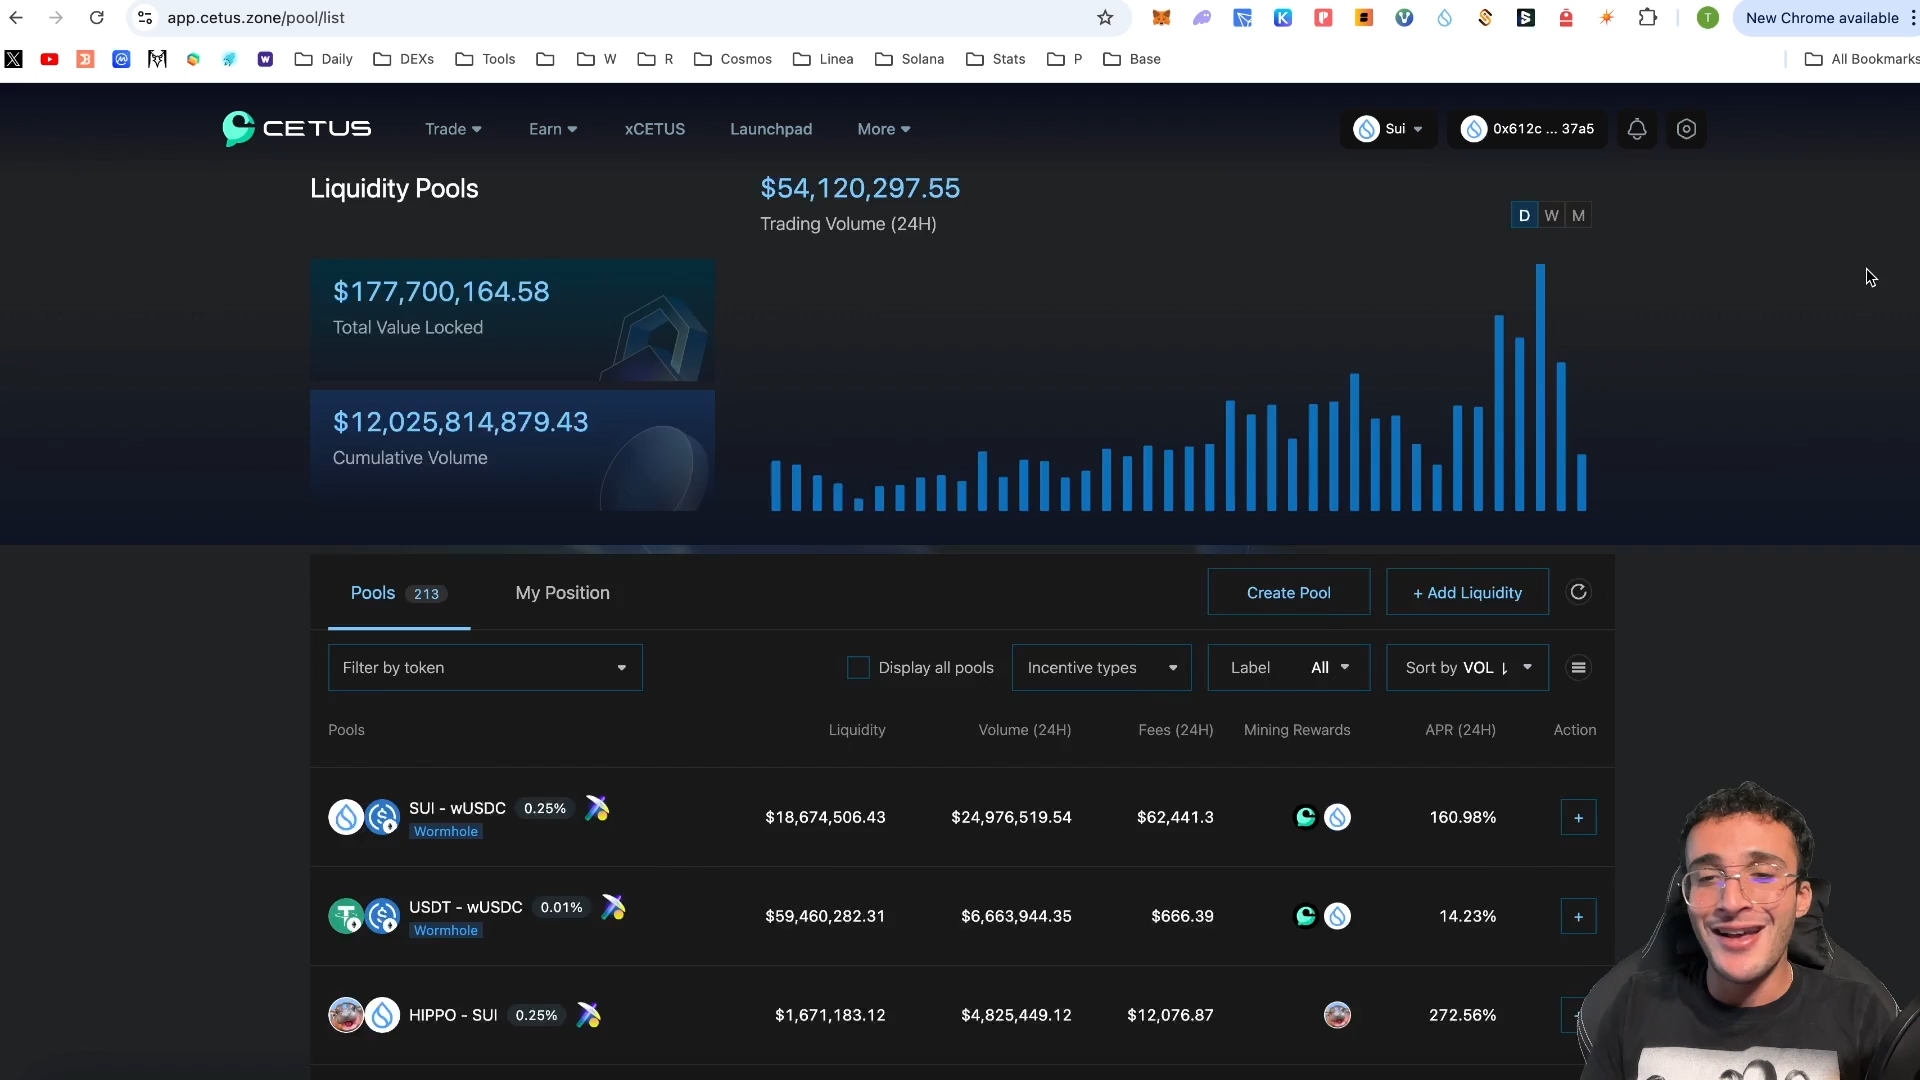 app.cetus.zone/pool/list
New Chrome available
Daily DEXs Tools W R Cosmos Linea Solana Stats P Base All Bookmarks
CETUS Trade Earn xCETUS Launchpad More Sui 0x612c ... 37a5
Liquidity Pools
$54,120,297.55
Trading Volume (24H)
D W M
$177,700,164.58
Total Value Locked
$12,025,814,879.43
Cumulative Volume
Pools 213 My Position Create Pool + Add Liquidity
Filter by token Display all pools Incentive types Label All Sort by VOL ↓
Pools Liquidity Volume (24H) Fees (24H) Mining Rewards APR (24H) Action
SUI - wUSDC 0.25%
Wormhole
$18,674,506.43 $24,976,519.54 $62,441.3 160.98% +
USDT - wUSDC 0.01%
Wormhole
$59,460,282.31 $6,663,944.35 $666.39 14.23% +
HIPPO - SUI 0.25% $1,671,183.12 $4,825,449.12 $12,076.87 272.56%